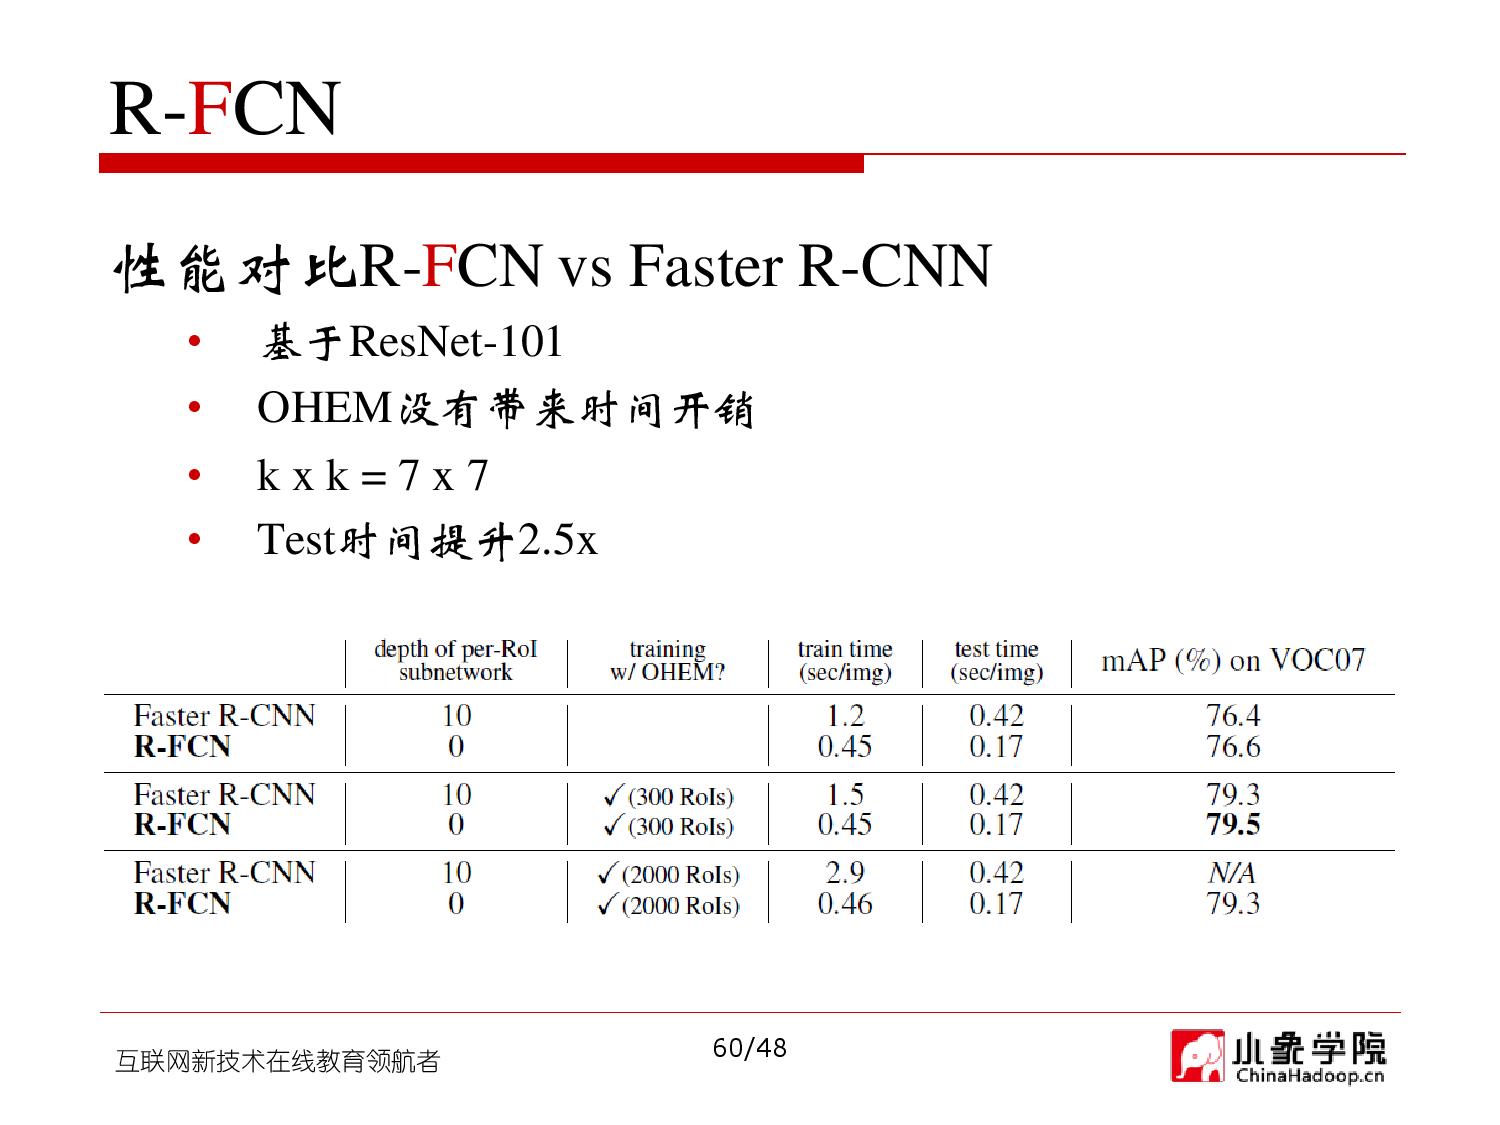 R-FCN
性能对比R-FCN vs Faster R-CNN
• 基于ResNet-101
• OHEM没有带来时间开销
• k x k = 7 x 7
• Test时间提升2.5x
depth of per-RoI subnetwork | training w/ OHEM? | train time (sec/img) | test time (sec/img) | mAP (%) on VOC07
Faster R-CNN | 10 | | 1.2 | 0.42 | 76.4
R-FCN | 0 | | 0.45 | 0.17 | 76.6
Faster R-CNN | 10 | ✓(300 RoIs) | 1.5 | 0.42 | 79.3
R-FCN | 0 | ✓(300 RoIs) | 0.45 | 0.17 | 79.5
Faster R-CNN | 10 | ✓(2000 RoIs) | 2.9 | 0.42 | N/A
R-FCN | 0 | ✓(2000 RoIs) | 0.46 | 0.17 | 79.3
互联网新技术在线教育领航者
60/48
小象学院
ChinaHadoop.cn